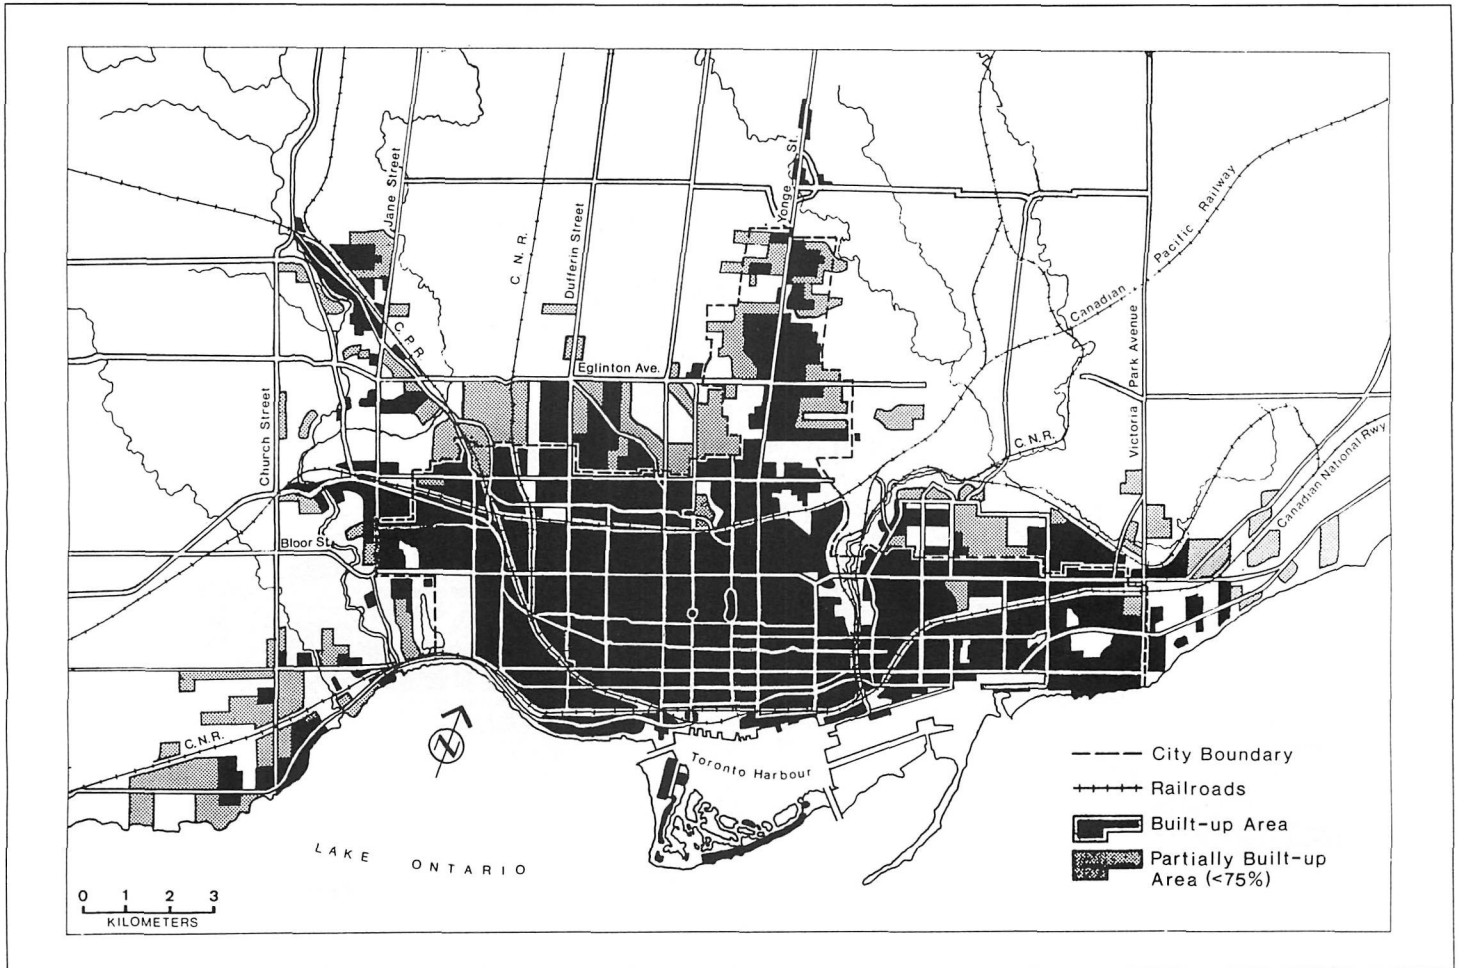 Jane Street
C. N. R.
Dufferin Street
Yonge St.
Canadian Pacific Railway
C. P. R.
Eglinton Ave.
Church Street
Victoria Park Avenue
C. N. R.
Canadian National Rwy
Bloor St.
C. N. R.
N
Toronto Harbour
LAKE ONTARIO
City Boundary
Railroads
Built-up Area
Partially Built-up
Area (<75%)
0 1 2 3
KILOMETERS